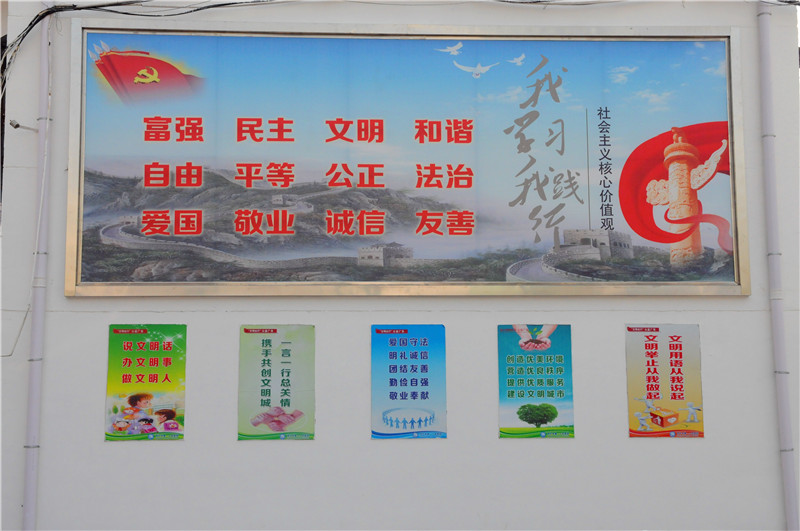 富强 民主 文明 和谐
自由 平等 公正 法治
爱国 敬业 诚信 友善
我学习
我践行
社会主义核心价值观
说文明话
办文明事
做文明人
一言一行总关情
携手共创文明城
爱国守法
明礼诚信
团结友善
勤俭自强
敬业奉献
创造优美环境
营造优良秩序
提供优质服务
建设文明城市
文明用语从我说起
文明举止从我做起